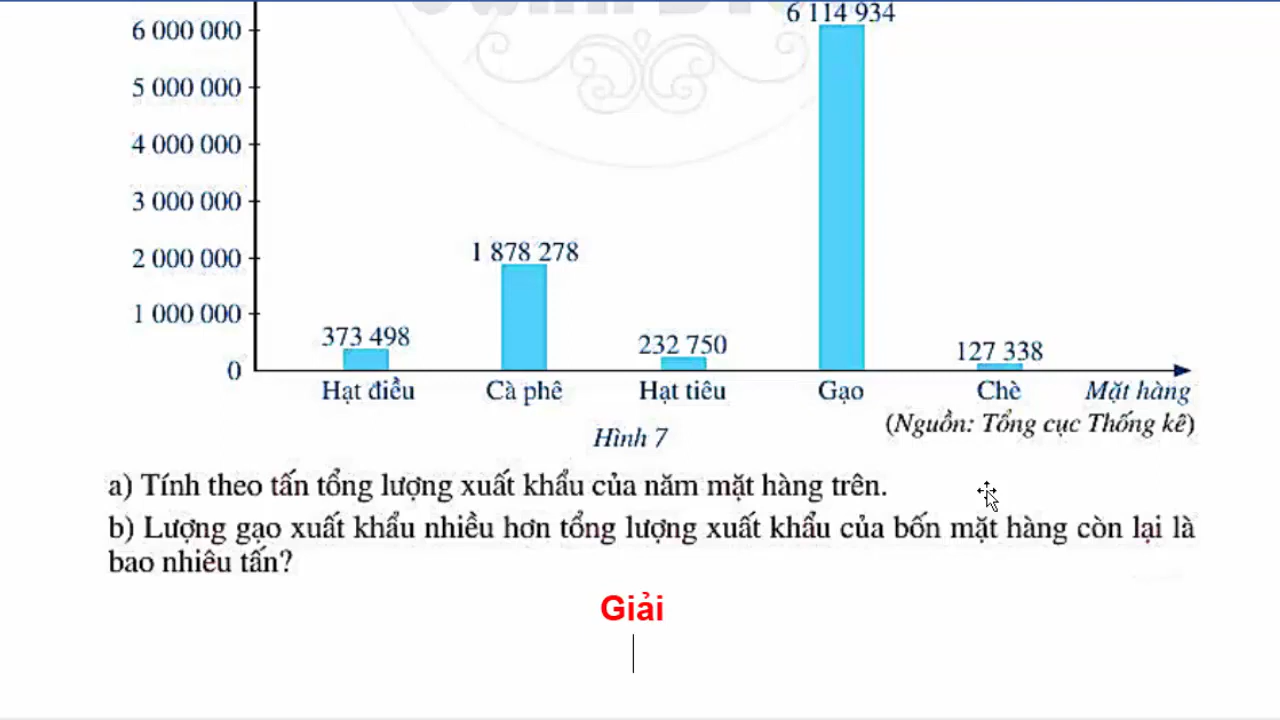 6 114 934
6 000 000
5 000 000
4 000 000
3 000 000
2 000 000
1 878 278
1 000 000
373 498
232 750
127 338
0
Hạt điều Cà phê Hạt tiêu Gạo Chè Mặt hàng
(Nguồn: Tổng cục Thống kê)
Hình 7
a) Tính theo tấn tổng lượng xuất khẩu của năm mặt hàng trên.
b) Lượng gạo xuất khẩu nhiều hơn tổng lượng xuất khẩu của bốn mặt hàng còn lại là
bao nhiêu tấn?
Giải